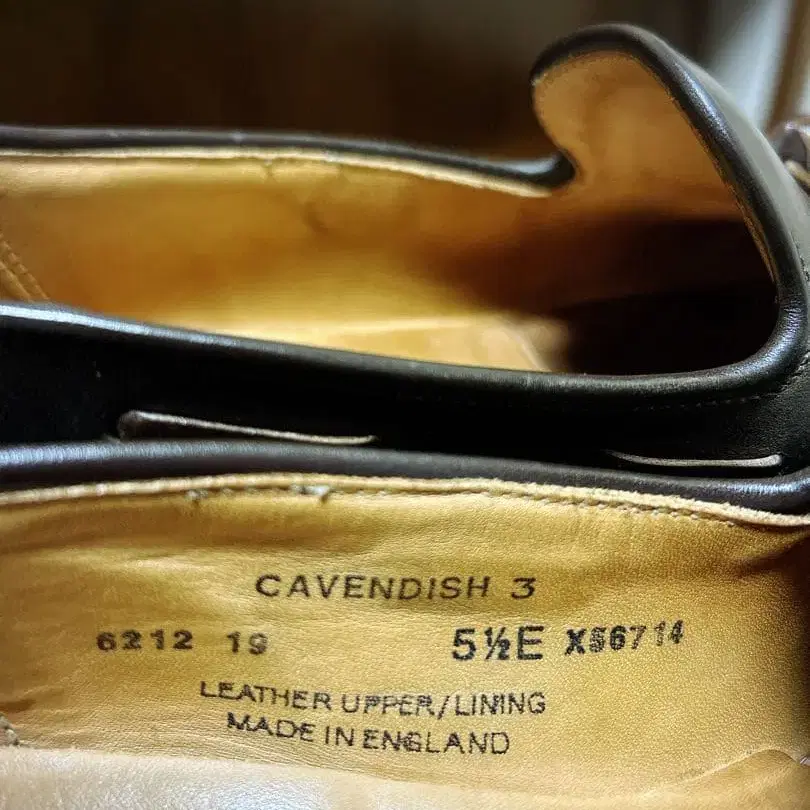 CAVENDISH 3
6212 19 5½E X56714
LEATHER UPPER/LINING
MADE IN ENGLAND